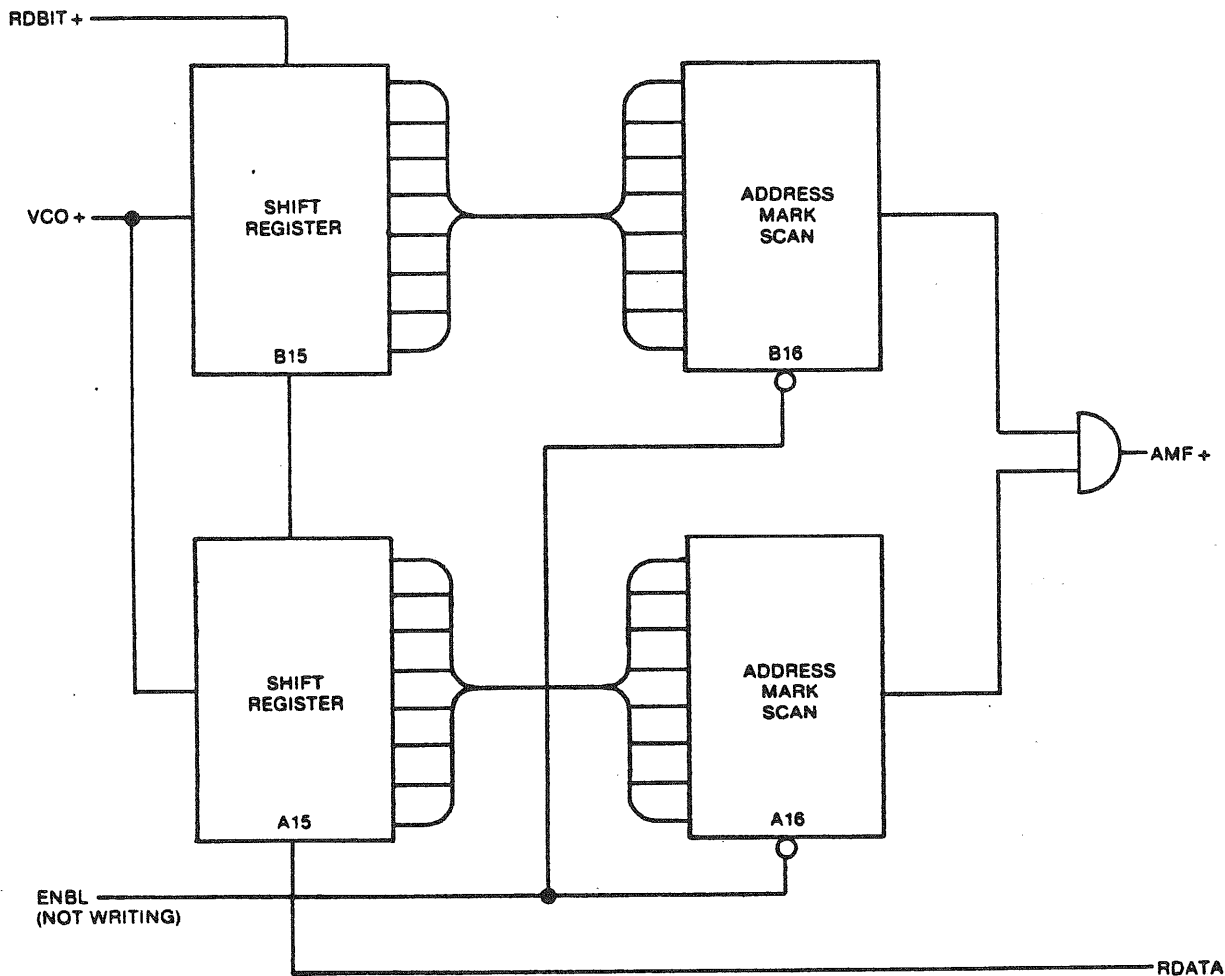 RDBIT +
VCO +
SHIFT
REGISTER
B15
ADDRESS
MARK
SCAN
B16
AMF +
SHIFT
REGISTER
A15
ADDRESS
MARK
SCAN
A16
ENBL
(NOT WRITING)
RDATA